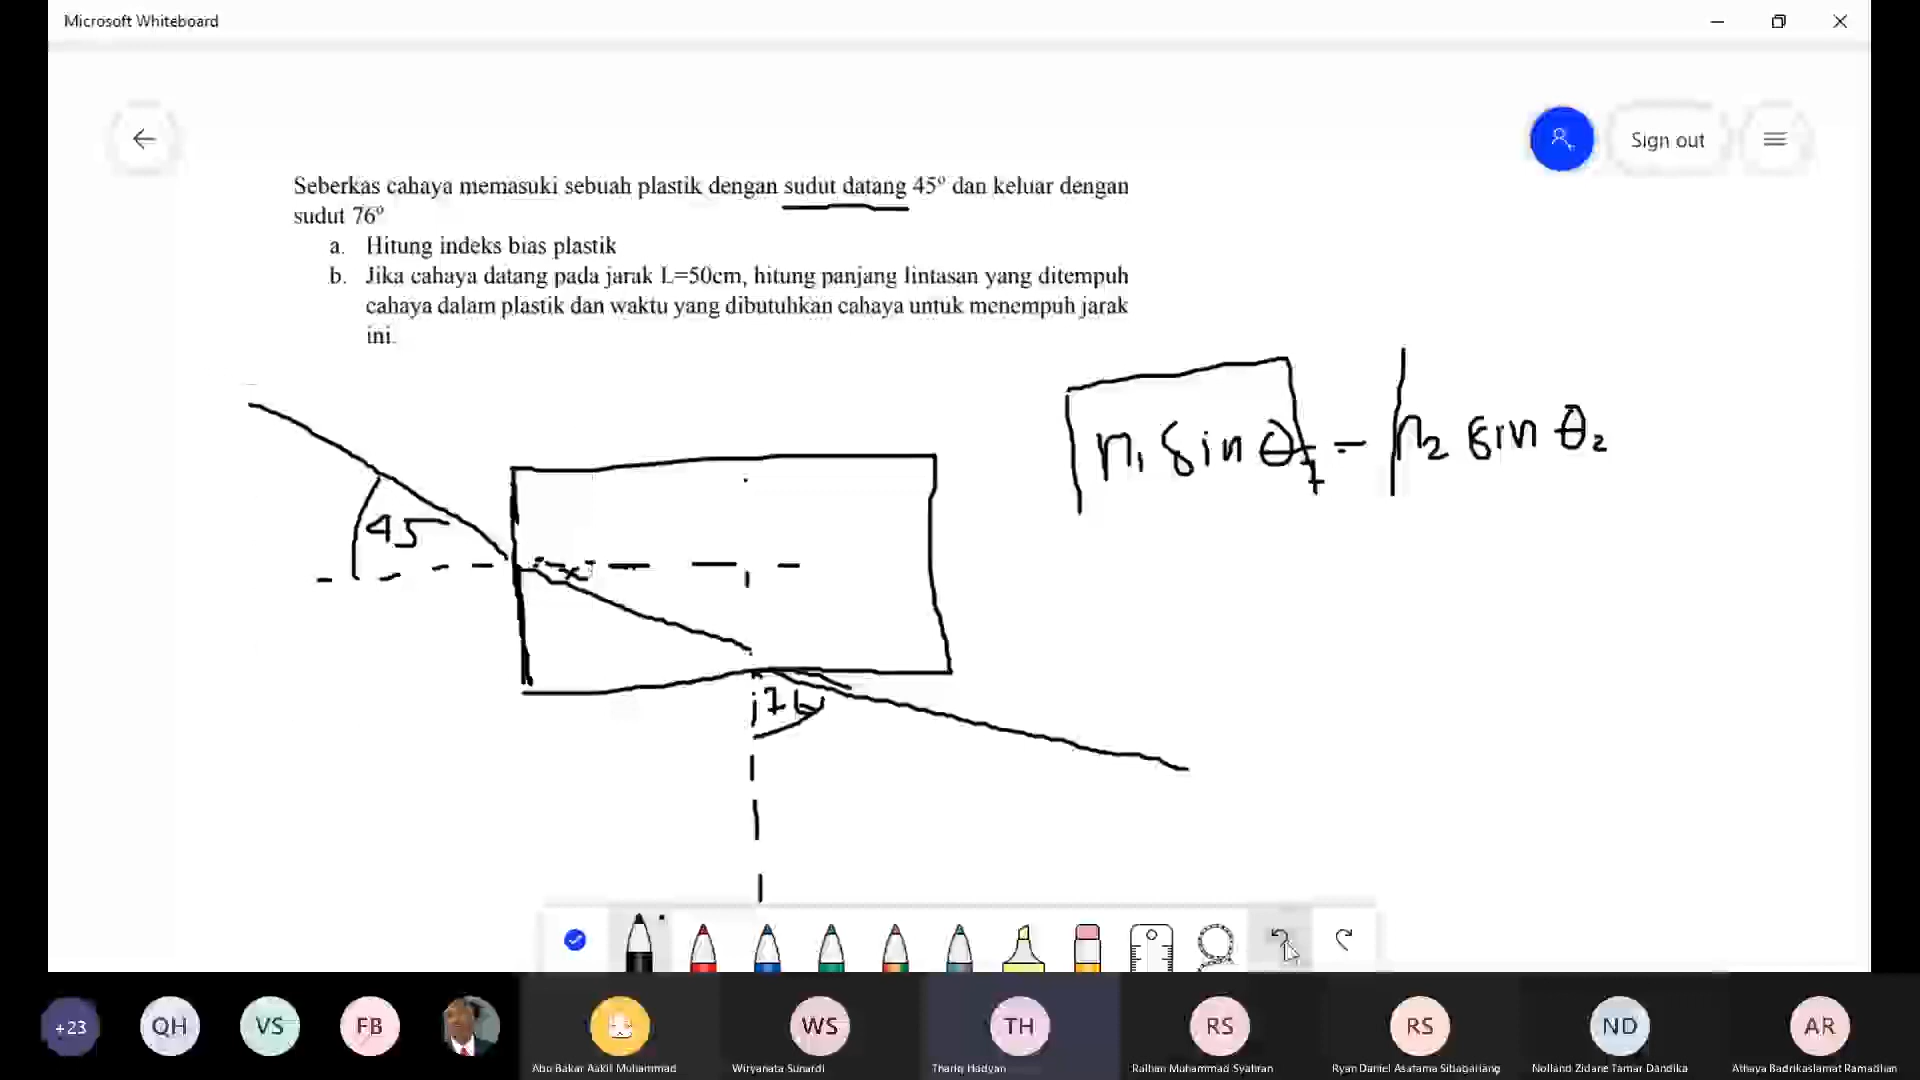 Microsoft Whiteboard
Sign out
Seberkas cahaya memasuki sebuah plastik dengan sudut datang 45° dan keluar dengan
sudut 76°
a. Hitung indeks bias plastik
b. Jika cahaya datang pada jarak L=50cm, hitung panjang lintasan yang ditempuh
cahaya dalam plastik dan waktu yang dibutuhkan cahaya untuk menempuh jarak
ini.
n₁ sin θ₁ = n₂ sin θ₂
45
76
+23
QH
VS
FB
WS
TH
RS
RS
ND
AR
Abu Bakar Aakil Muhammad
Wiryanata Sunardi
Thariq Hadyan
Raihan Muhammad Syahran
Ryan Daniel Asatama Sibabariang
Nolland Zidane Tamar Dandika
Athaya Badrikaslamat Ramadhan